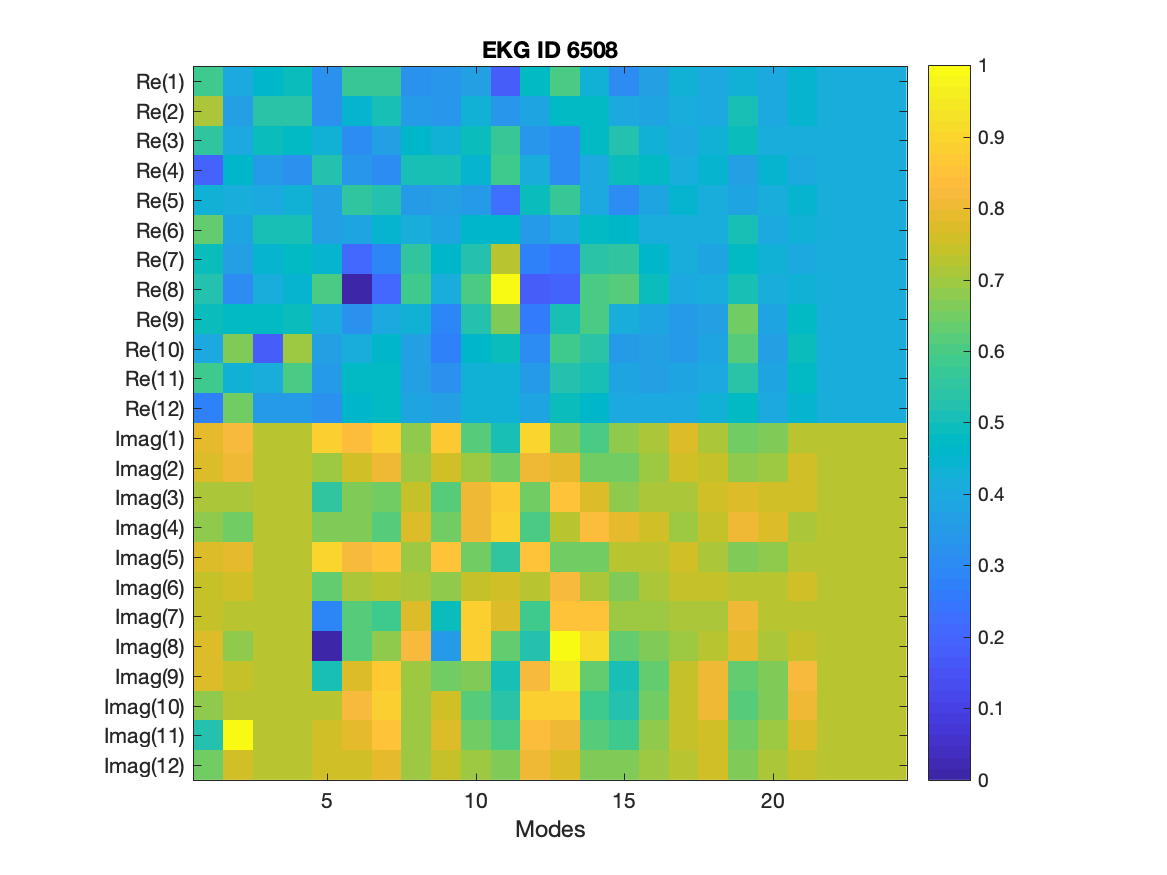 EKG ID 6508
Re(1)
Re(2)
Re(3)
Re(4)
Re(5)
Re(6)
Re(7)
Re(8)
Re(9)
Re(10)
Re(11)
Re(12)
Imag(1)
Imag(2)
Imag(3)
Imag(4)
Imag(5)
Imag(6)
Imag(7)
Imag(8)
Imag(9)
Imag(10)
Imag(11)
Imag(12)
5 10 15 20
Modes
1
0.9
0.8
0.7
0.6
0.5
0.4
0.3
0.2
0.1
0